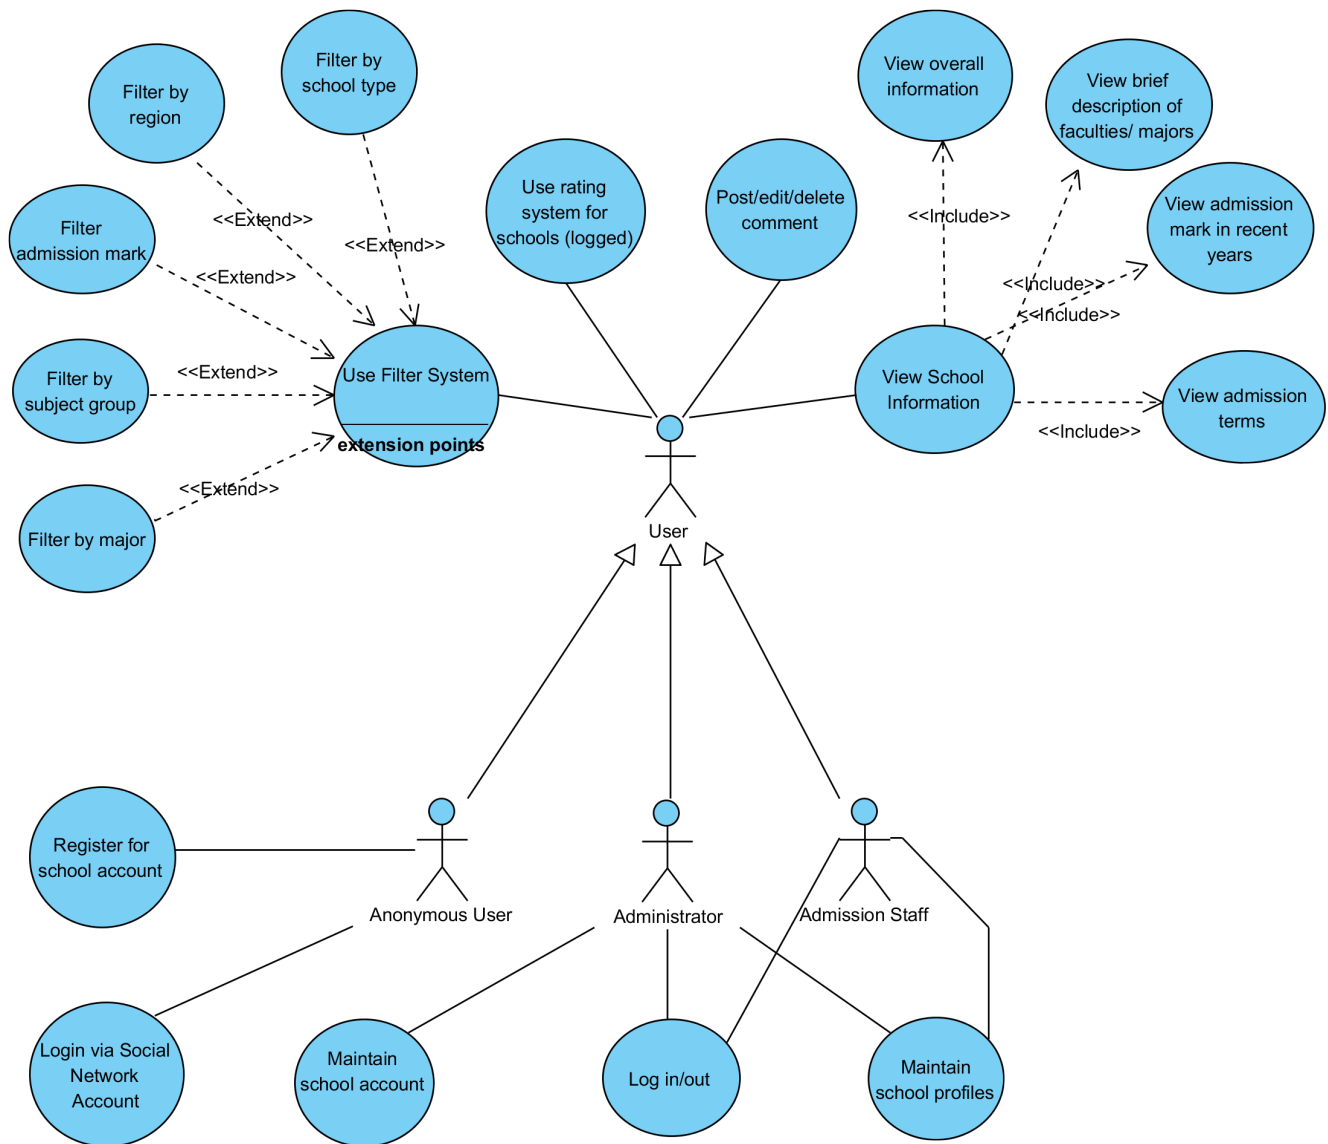 Filter by
school type
Filter by
region
View overall
information
View brief
description of
faculties/ majors
Use rating
system for
schools (logged)
Post/edit/delete
comment
View admission
mark in recent
years
Filter
admission mark
<<Extend>>
<<Extend>>
<<Extend>>
<<Include>>
<<Include>>
<<Include>>
Filter by
subject group
<<Extend>>
Use Filter System
extension points
View School
Information
View admission
terms
<<Include>>
<<Extend>>
Filter by major
User
Register for
school account
Anonymous User
Administrator
Admission Staff
Login via Social
Network
Account
Maintain
school account
Log in/out
Maintain
school profiles